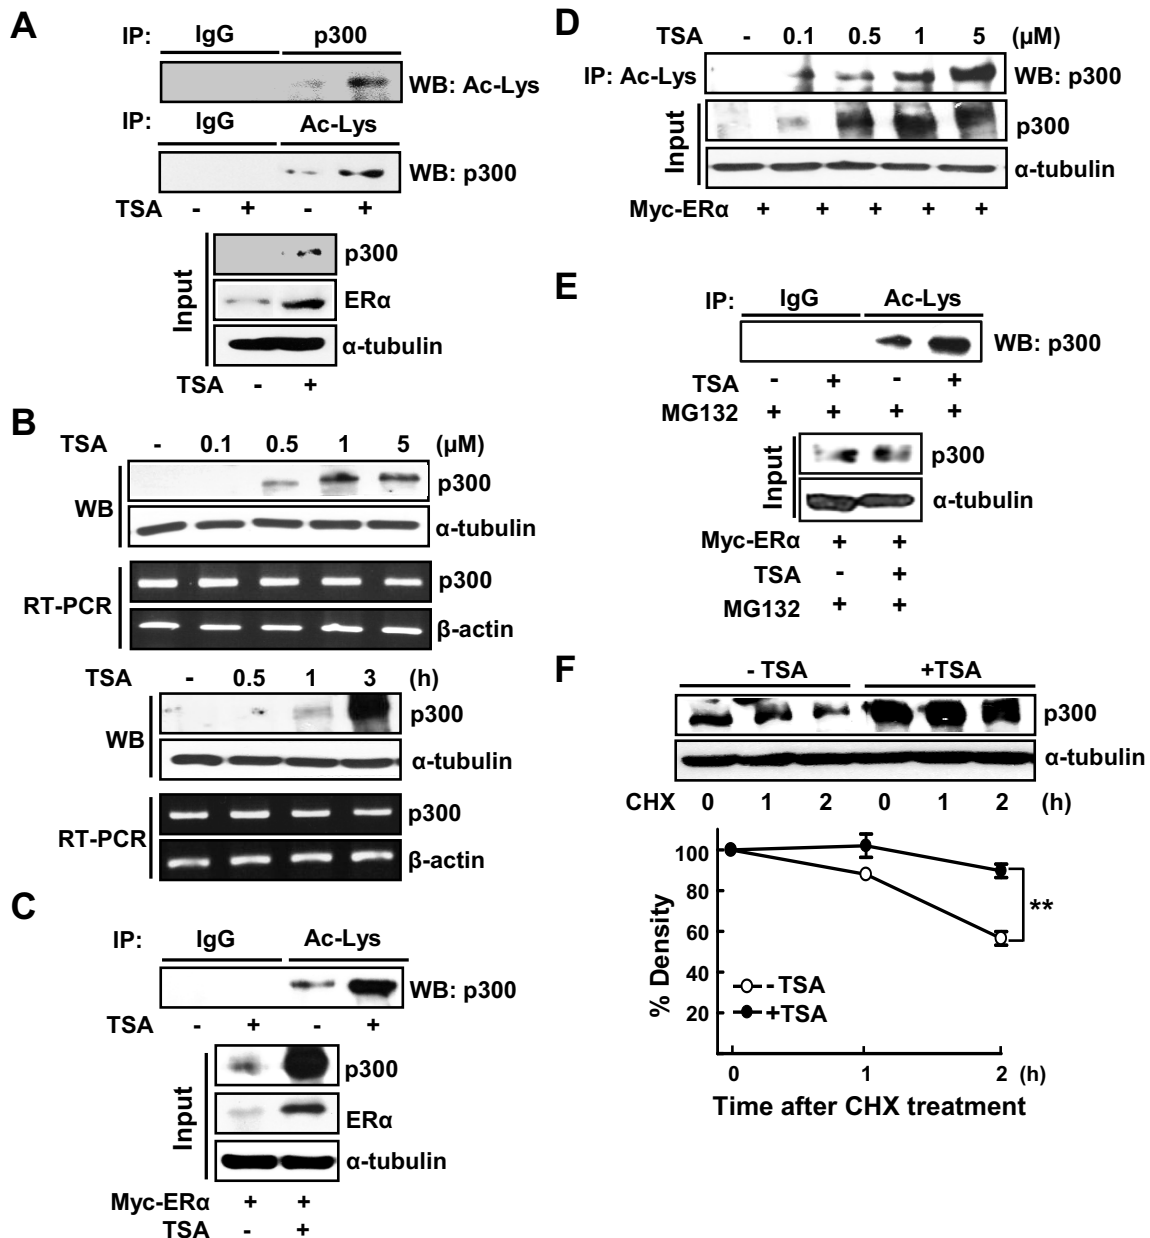 A
IP: IgG p300
WB: Ac-Lys
IP: IgG Ac-Lys
WB: p300
TSA - + - +
Input
p300
ERα
α-tubulin
TSA - +
B
TSA - 0.1 0.5 1 5 (μM)
WB
p300
α-tubulin
RT-PCR
p300
β-actin
TSA - 0.5 1 3 (h)
WB
p300
α-tubulin
RT-PCR
p300
β-actin
C
IP: IgG Ac-Lys
WB: p300
TSA - + - +
Input
p300
ERα
α-tubulin
Myc-ERα + +
TSA - +
D
TSA - 0.1 0.5 1 5 (μM)
IP: Ac-Lys WB: p300
Input
p300
α-tubulin
Myc-ERα + + + + +
E
IP: IgG Ac-Lys
WB: p300
TSA - + - +
MG132 + + + +
Input
p300
α-tubulin
Myc-ERα + +
TSA - +
MG132 + +
F
- TSA +TSA
p300
α-tubulin
CHX 0 1 2 0 1 2 (h)
% Density
100
80
60
40
20
**
-TSA
+TSA
0 1 2 (h)
Time after CHX treatment